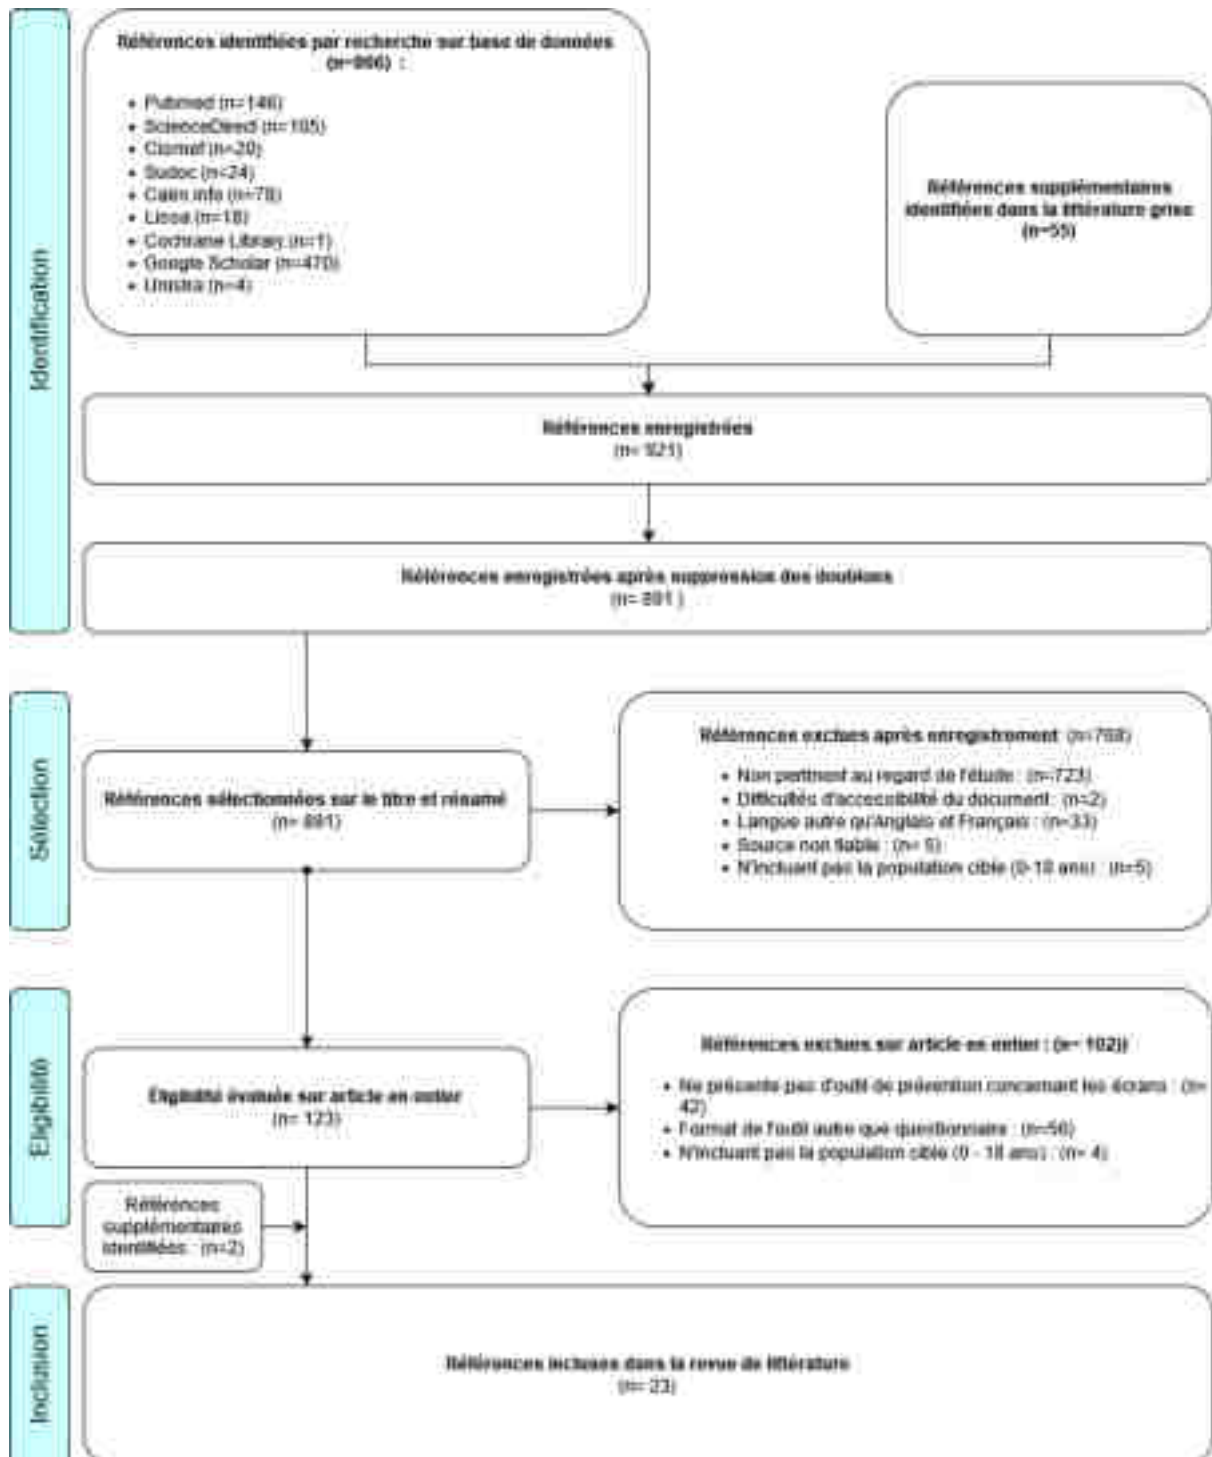 Identification
Références identifiées par recherche sur base de données
(n=866) :
• Pubmed (n=146)
• ScienceDirect (n=105)
• Cismef (n=20)
• Sudoc (n=24)
• Cairn.info (n=78)
• Lissa (n=18)
• Cochrane Library (n=1)
• Google Scholar (n=470)
• Unistra (n=4)
Références supplémentaires
identifiées dans la littérature grise
(n=55)
Références enregistrées
(n= 921)
Références enregistrées après suppression des doublons
(n= 891 )
Sélection
Références sélectionnées sur le titre et résumé
(n= 891)
Références exclues après enregistrement (n=768)
• Non pertinent au regard de l'étude : (n=723)
• Difficultés d'accessibilité du document : (n=2)
• Langue autre qu'Anglais et Français : (n=33)
• Source non fiable : (n= 5)
• N'incluant pas la population cible (0-18 ans) : (n=5)
Eligibilité
Éligibilité évaluée sur article en entier
(n= 123)
Références exclues sur article en entier : (n= 102))
• Ne présente pas d'outil de prévention concernant les écrans : (n=
42)
• Format de l'outil autre que questionnaire : (n=56)
• N'incluant pas la population cible (0 - 18 ans) : (n= 4)
Références
supplémentaires
identifiées : (n=2)
Inclusion
Références incluses dans la revue de littérature
(n= 23)